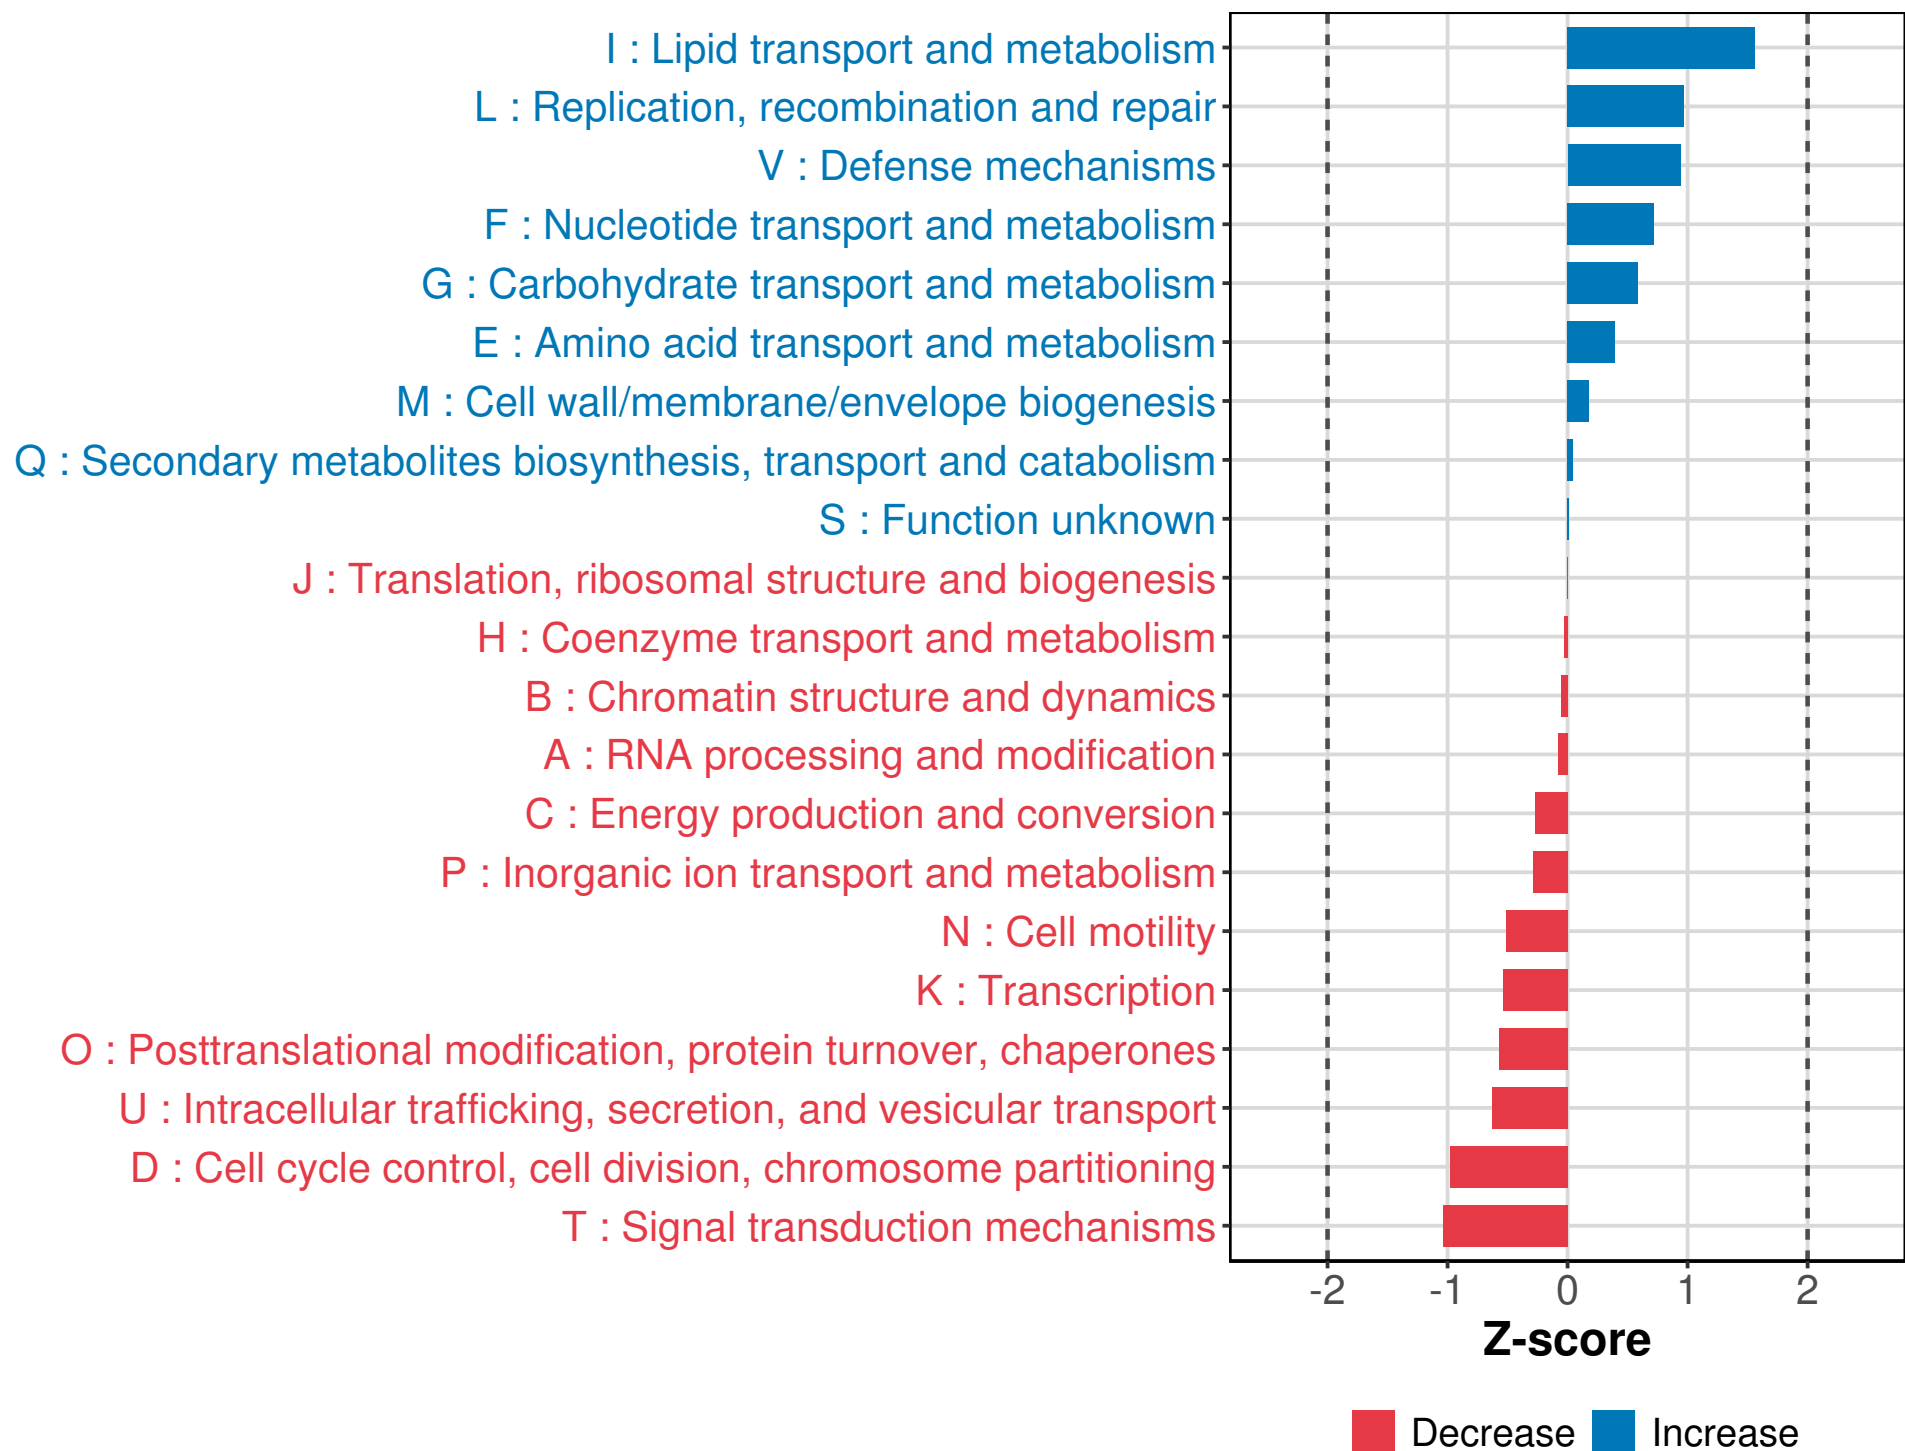 I : Lipid transport and metabolism
L : Replication, recombination and repair
V : Defense mechanisms
F : Nucleotide transport and metabolism
G : Carbohydrate transport and metabolism
E : Amino acid transport and metabolism
M : Cell wall/membrane/envelope biogenesis
Q : Secondary metabolites biosynthesis, transport and catabolism
S : Function unknown
J : Translation, ribosomal structure and biogenesis
H : Coenzyme transport and metabolism
B : Chromatin structure and dynamics
A : RNA processing and modification
C : Energy production and conversion
P : Inorganic ion transport and metabolism
N : Cell motility
K : Transcription
O : Posttranslational modification, protein turnover, chaperones
U : Intracellular trafficking, secretion, and vesicular transport
D : Cell cycle control, cell division, chromosome partitioning
T : Signal transduction mechanisms
-2 -1 0 1 2
Z-score
Decrease Increase